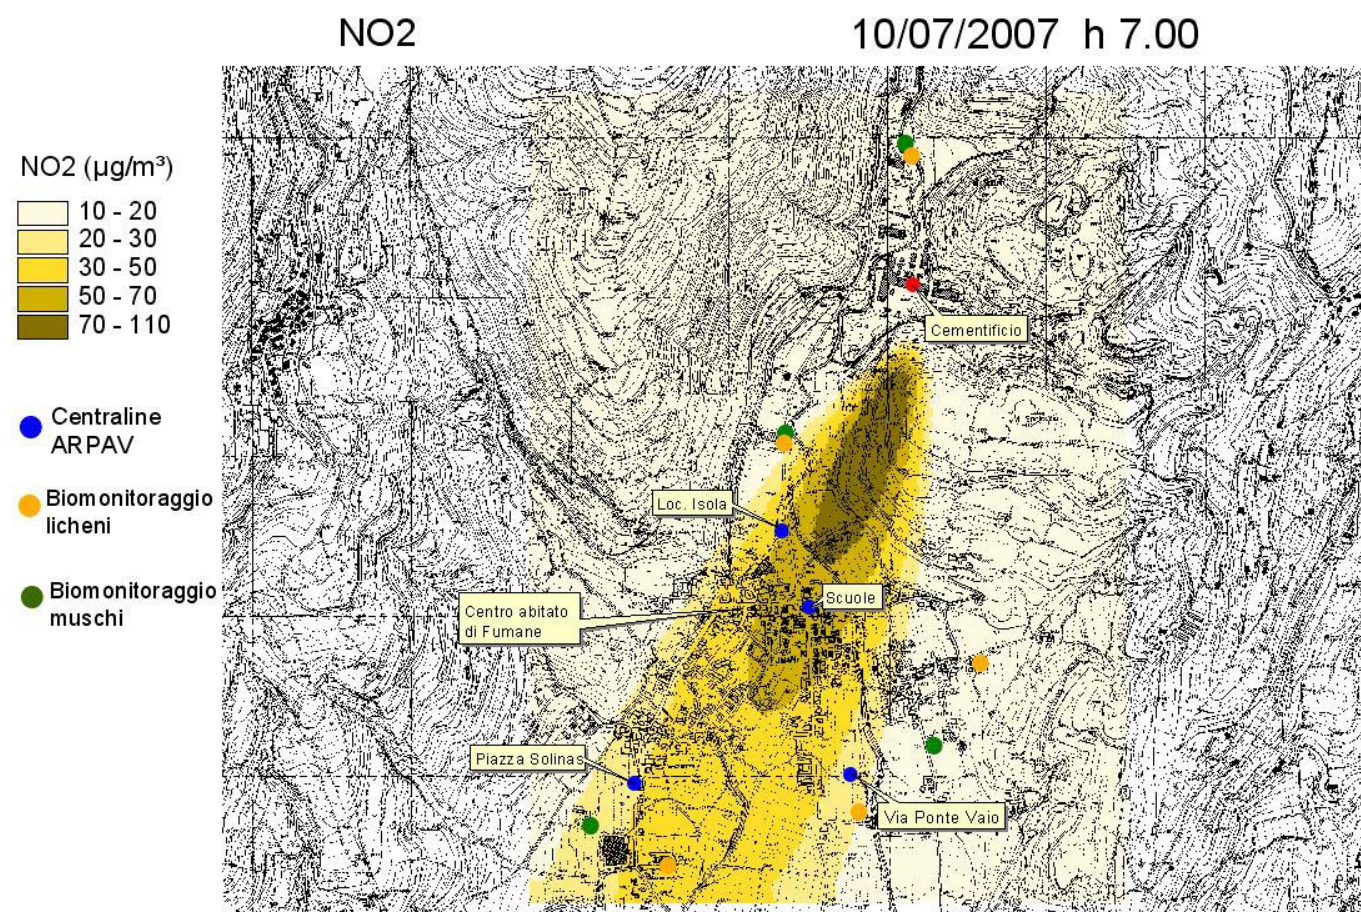 NO2
10/07/2007 h 7.00
NO2 (µg/m³)
10 - 20
20 - 30
30 - 50
50 - 70
70 - 110
Centraline
ARPAV
Biomonitoraggio
licheni
Biomonitoraggio
muschi
Cementificio
Loc. Isola
Scuole
Centro abitato
di Fumane
Piazza Solinas
Via Ponte Vaio